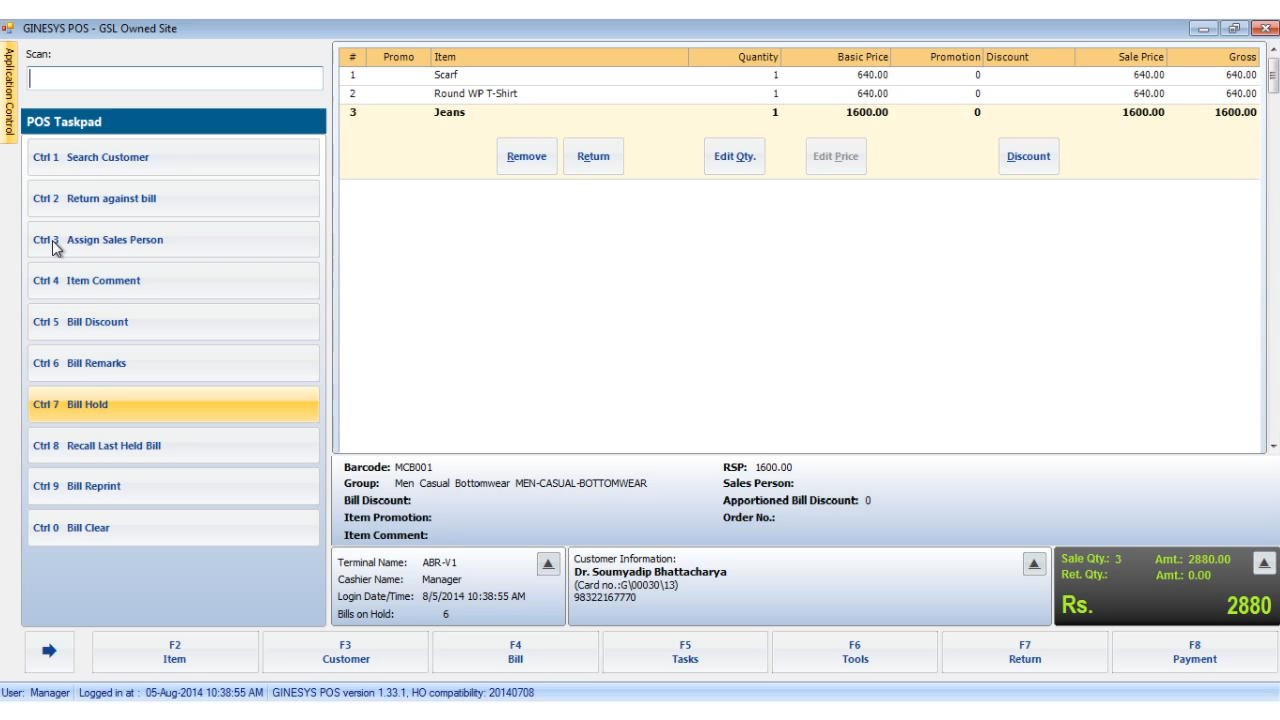 GINESYS POS - GSL Owned Site
Application Control
Scan:
POS Taskpad
Ctrl 1 Search Customer
Ctrl 2 Return against bill
Ctrl 3 Assign Sales Person
Ctrl 4 Item Comment
Ctrl 5 Bill Discount
Ctrl 6 Bill Remarks
Ctrl 7 Bill Hold
Ctrl 8 Recall Last Held Bill
Ctrl 9 Bill Reprint
Ctrl 0 Bill Clear
# Promo Item Quantity Basic Price Promotion Discount Sale Price Gross
1 Scarf 1 640.00 0 640.00 640.00
2 Round WP T-Shirt 1 640.00 0 640.00 640.00
3 Jeans 1 1600.00 0 1600.00 1600.00
Remove Return Edit Qty. Edit Price Discount
Barcode: MCB001 RSP: 1600.00
Group: Men Casual Bottomwear MEN-CASUAL-BOTTOMWEAR Sales Person:
Bill Discount: Apportioned Bill Discount: 0
Item Promotion: Order No.:
Item Comment:
Terminal Name: ABR-V1
Cashier Name: Manager
Login Date/Time: 8/5/2014 10:38:55 AM
Bills on Hold: 6
Customer Information:
Dr. Soumyadip Bhattacharya
(Card no.:G\00030\13)
98322167770
Sale Qty.: 3 Amt.: 2880.00
Ret. Qty.: Amt.: 0.00
Rs. 2880
F2 Item
F3 Customer
F4 Bill
F5 Tasks
F6 Tools
F7 Return
F8 Payment
User: Manager Logged in at : 05-Aug-2014 10:38:55 AM GINESYS POS version 1.33.1, HO compatibility: 20140708